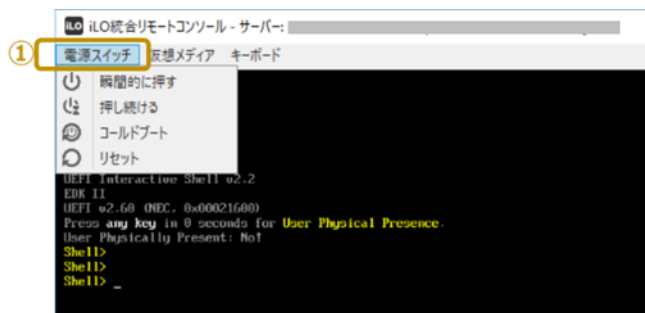 iLO iLO統合リモートコンソール - サーバー:
① 電源スイッチ 仮想メディア キーボード
瞬間的に押す
押し続ける
コールドブート
リセット
UEFI Interactive Shell v2.2
EDK II
UEFI v2.60 (NEC, 0x00021600)
Press any key in 0 seconds for User Physical Presence.
User Physically Present: No!
Shell>
Shell>
Shell> _